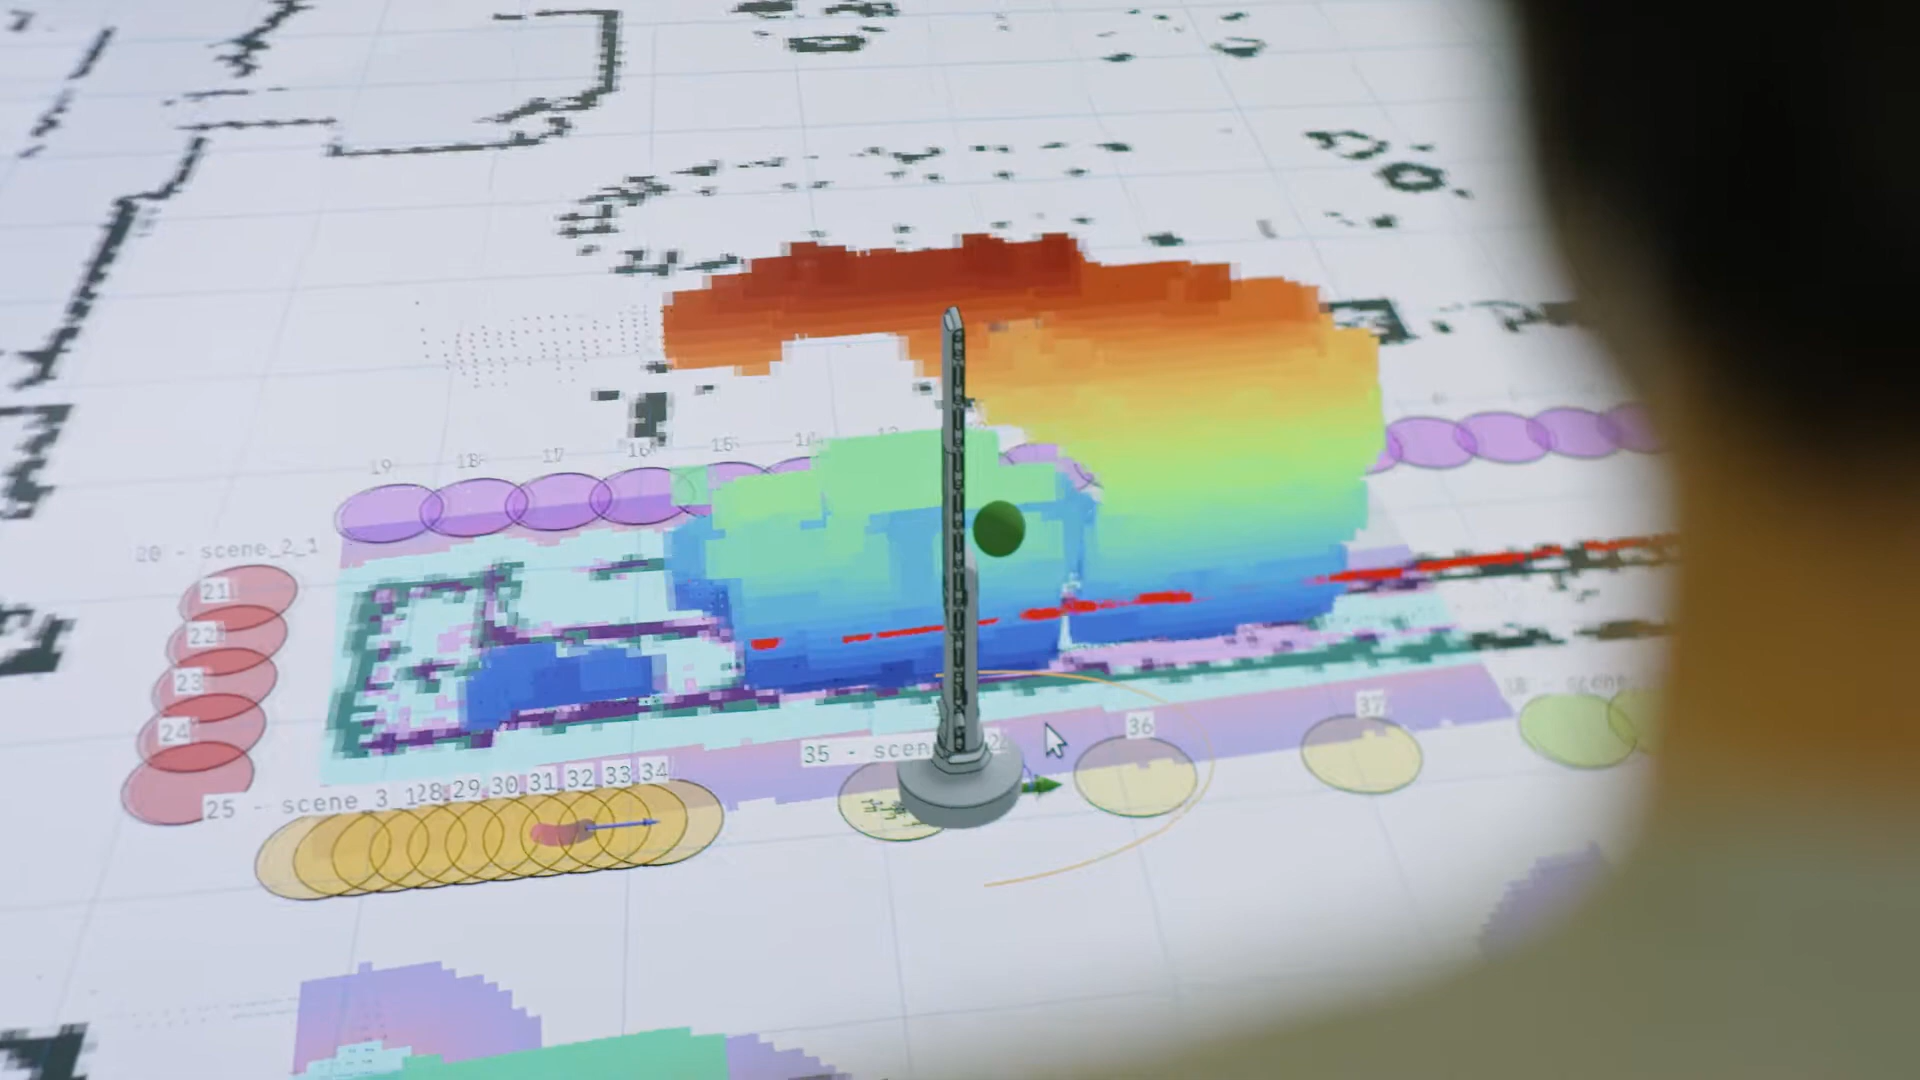 19 18 17 16 15
20 - scene_2_1
21
22
23
24
25 - scene_3_1 28 29 30 31 32 33 34
35 - scen
36
37